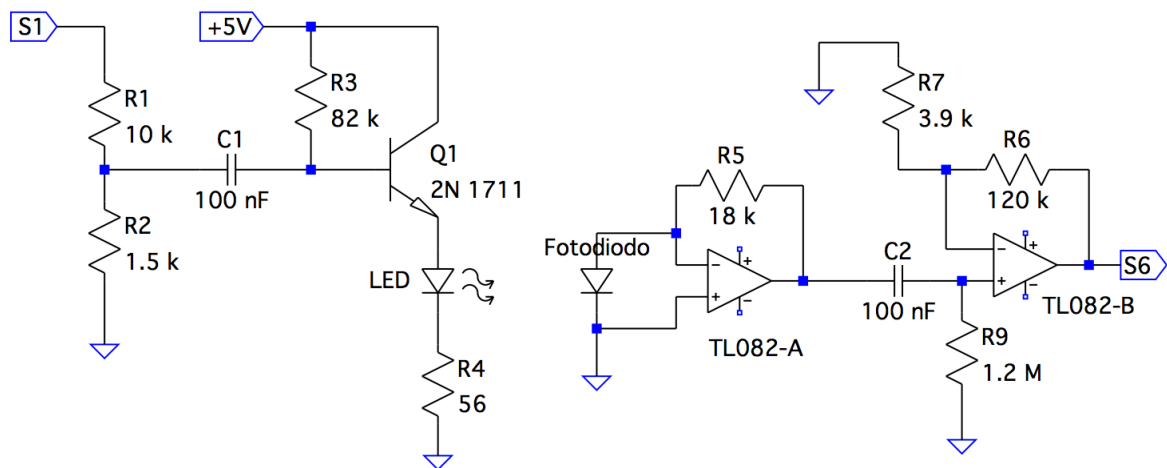 S1
+5V
R1
10 k
R3
82 k
C1
100 nF
Q1
2N 1711
R2
1.5 k
LED
R4
56
Fotodiodo
R5
18 k
−
+
+
−
TL082-A
C2
100 nF
R7
3.9 k
R6
120 k
−
+
+
−
TL082-B
R9
1.2 M
S6